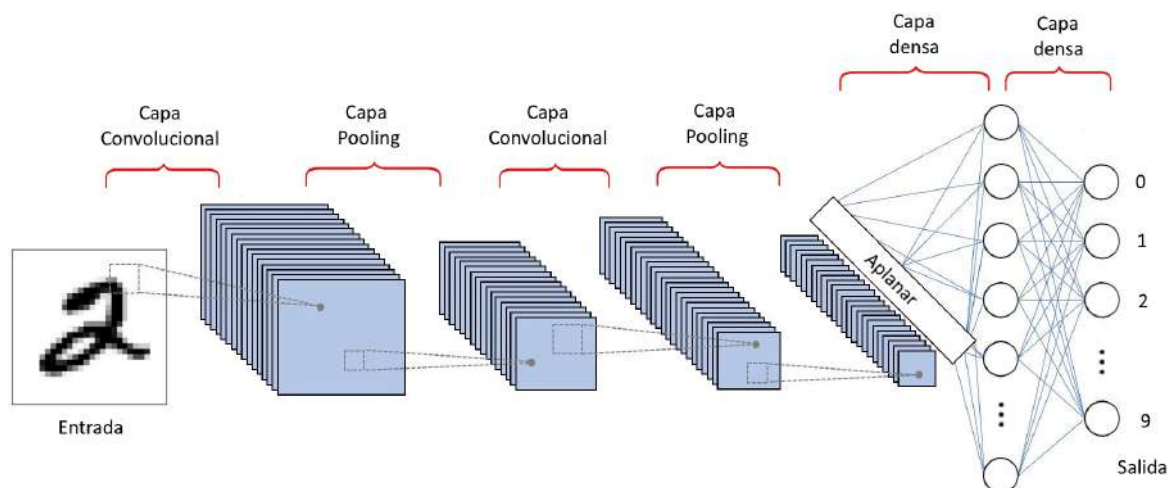 Capa
densa
Capa
densa
Capa
Convolucional
Capa
Pooling
Capa
Convolucional
Capa
Pooling
Aplanar
0
1
2
...
...
9
Entrada
Salida